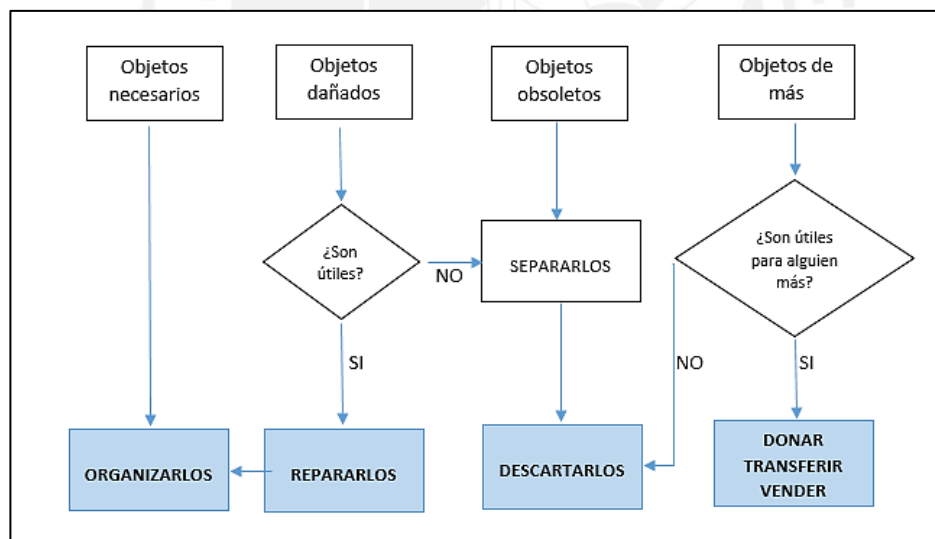 Objetos
necesarios
Objetos
dañados
Objetos
obsoletos
Objetos de
más
¿Son
útiles?
NO
SEPARARLOS
¿Son útiles
para alguien
más?
SI
NO
SI
ORGANIZARLOS
REPARARLOS
DESCARTARLOS
DONAR
TRANSFERIR
VENDER